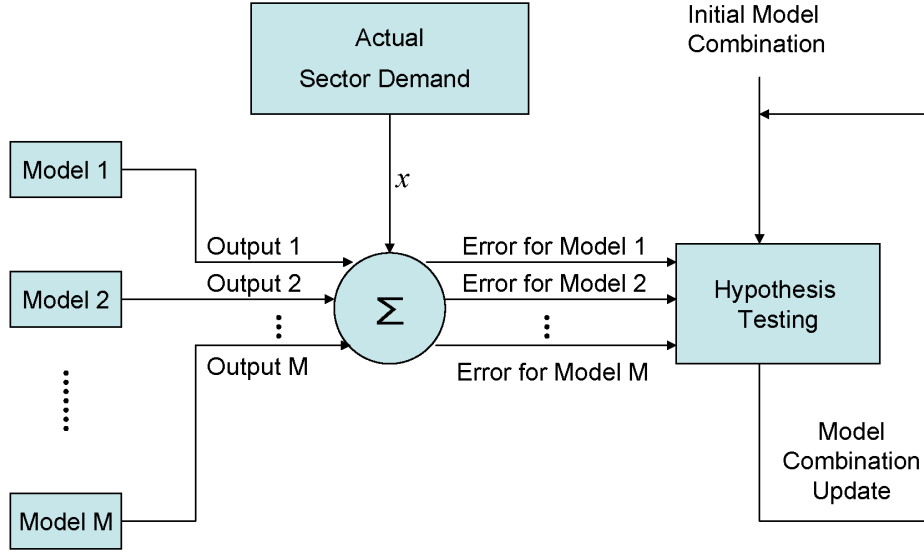 Actual
Sector Demand
Initial Model
Combination
Model 1
x
Output 1
Error for Model 1
Model 2
Output 2
Error for Model 2
Σ
Hypothesis
Testing
Output M
Error for Model M
Model
Combination
Update
Model M